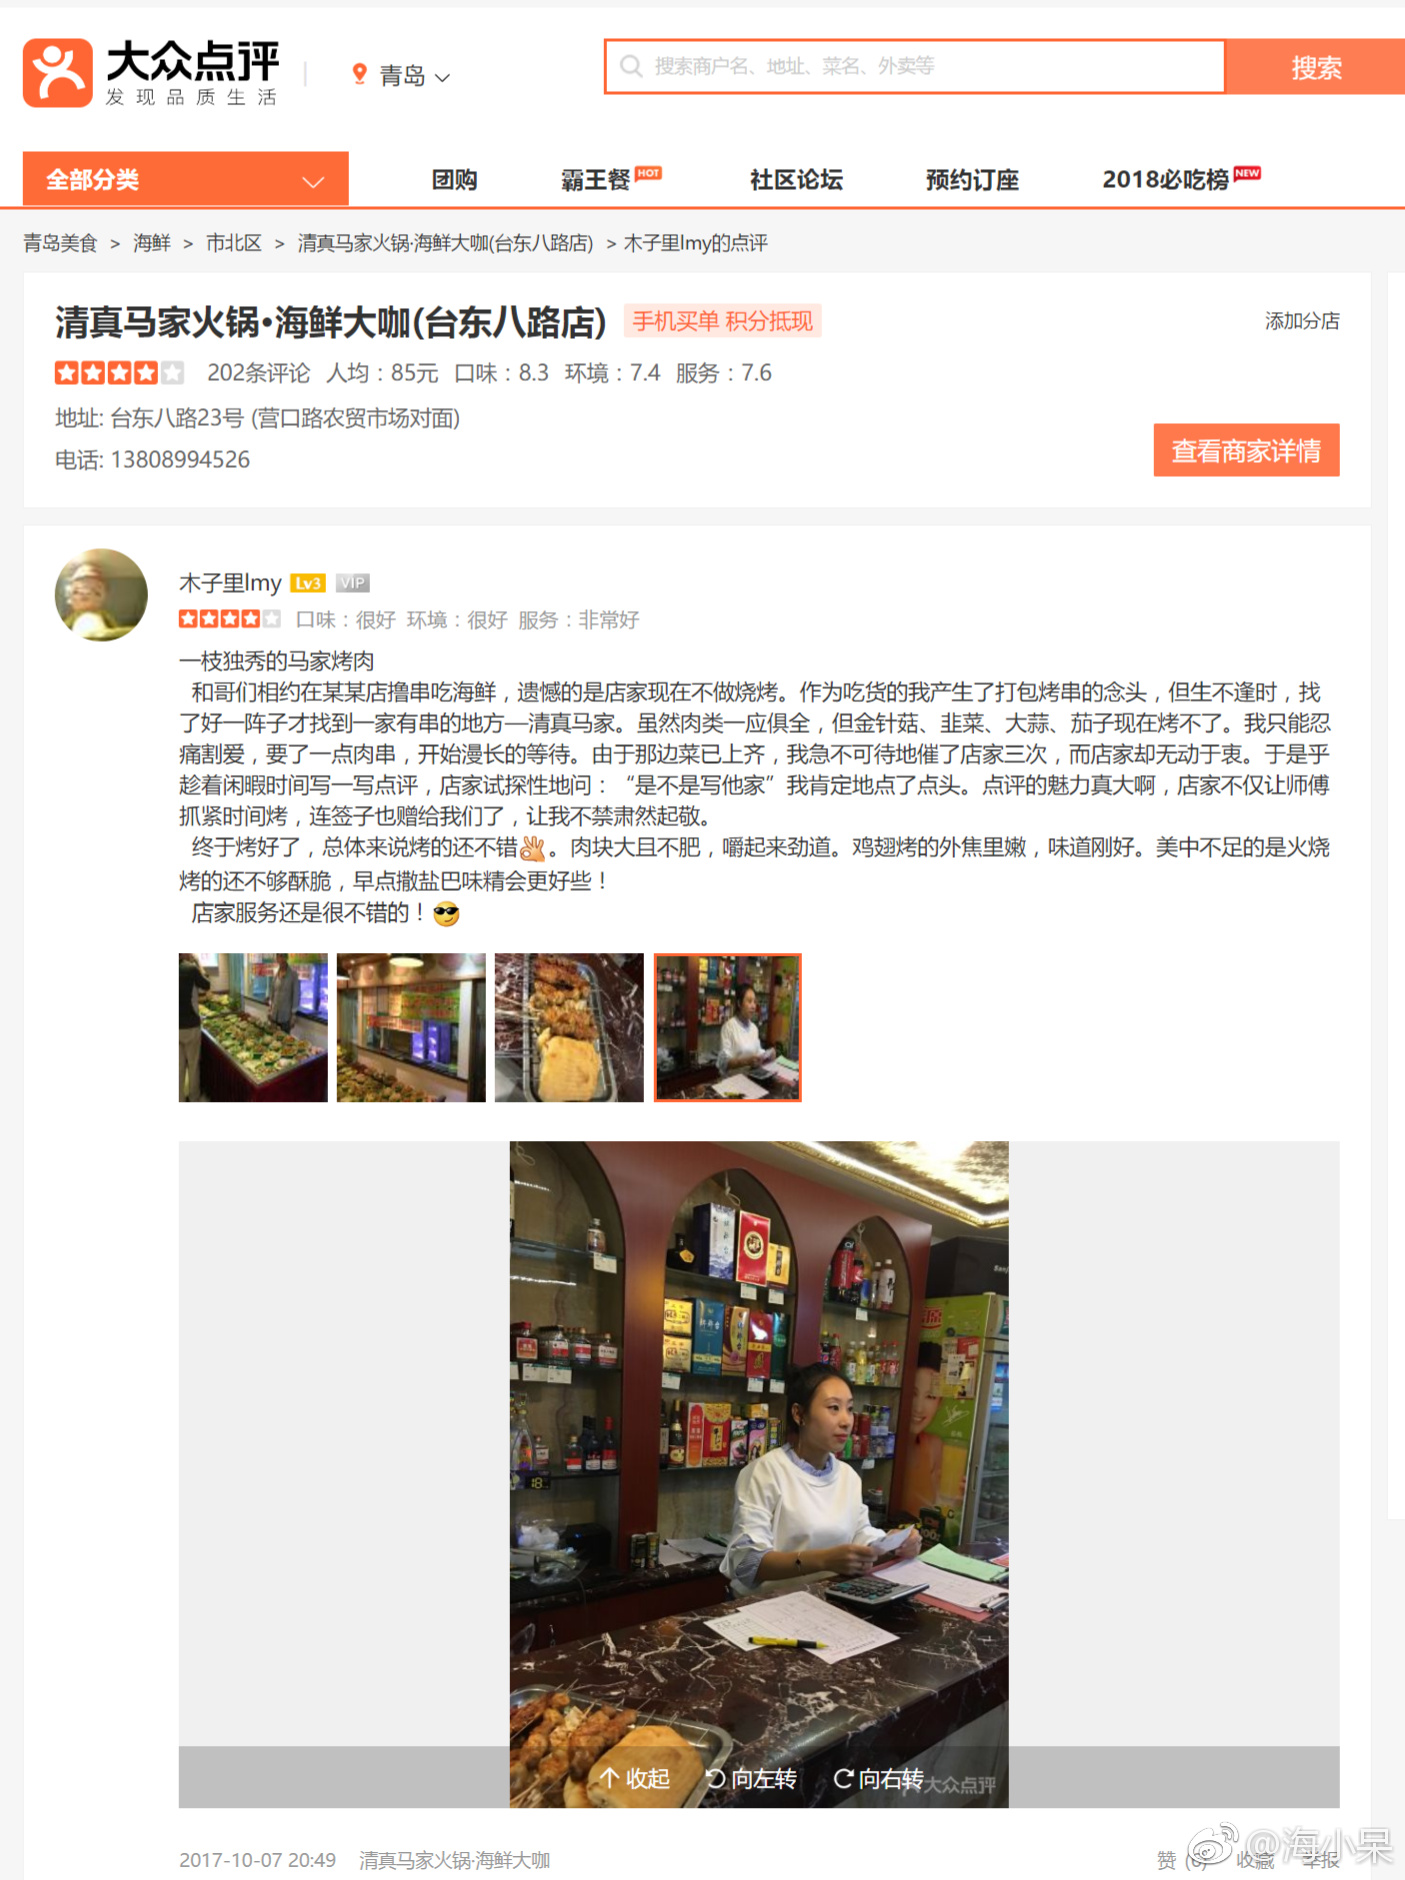 大众点评
发现品质生活
青岛
搜索商户名、地址、菜名、外卖等
搜索
全部分类
团购
霸王餐 HOT
社区论坛
预约订座
2018必吃榜 NEW
青岛美食 > 海鲜 > 市北区 > 清真马家火锅·海鲜大咖(台东八路店) > 木子里lmy的点评
清真马家火锅•海鲜大咖(台东八路店) 手机买单 积分抵现
添加分店
202条评论 人均：85元 口味：8.3 环境：7.4 服务：7.6
地址: 台东八路23号 (营口路农贸市场对面)
电话: 13808994526
查看商家详情
木子里lmy Lv3 VIP
口味：很好 环境：很好 服务：非常好
一枝独秀的马家烤肉
和哥们相约在某某店撸串吃海鲜，遗憾的是店家现在不做烧烤。作为吃货的我产生了打包烤串的念头，但生不逢时，找
了好一阵子才找到一家有串的地方—清真马家。虽然肉类一应俱全，但金针菇、韭菜、大蒜、茄子现在烤不了。我只能忍
痛割爱，要了一点肉串，开始漫长的等待。由于那边菜已上齐，我急不可待地催了店家三次，而店家却无动于衷。于是乎
趁着闲暇时间写一写点评，店家试探性地问：“是不是写他家”我肯定地点了点头。点评的魅力真大啊，店家不仅让师傅
抓紧时间烤，连签子也赠给我们了，让我不禁肃然起敬。
终于烤好了，总体来说烤的还不错👌。肉块大且不肥，嚼起来劲道。鸡翅烤的外焦里嫩，味道刚好。美中不足的是火烧
烤的还不够酥脆，早点撒盐巴味精会更好些！
店家服务还是很不错的！😎
收起
向左转
向右转
大众点评
2017-10-07 20:49 清真马家火锅·海鲜大咖
赞 收藏 举报
@海小呆